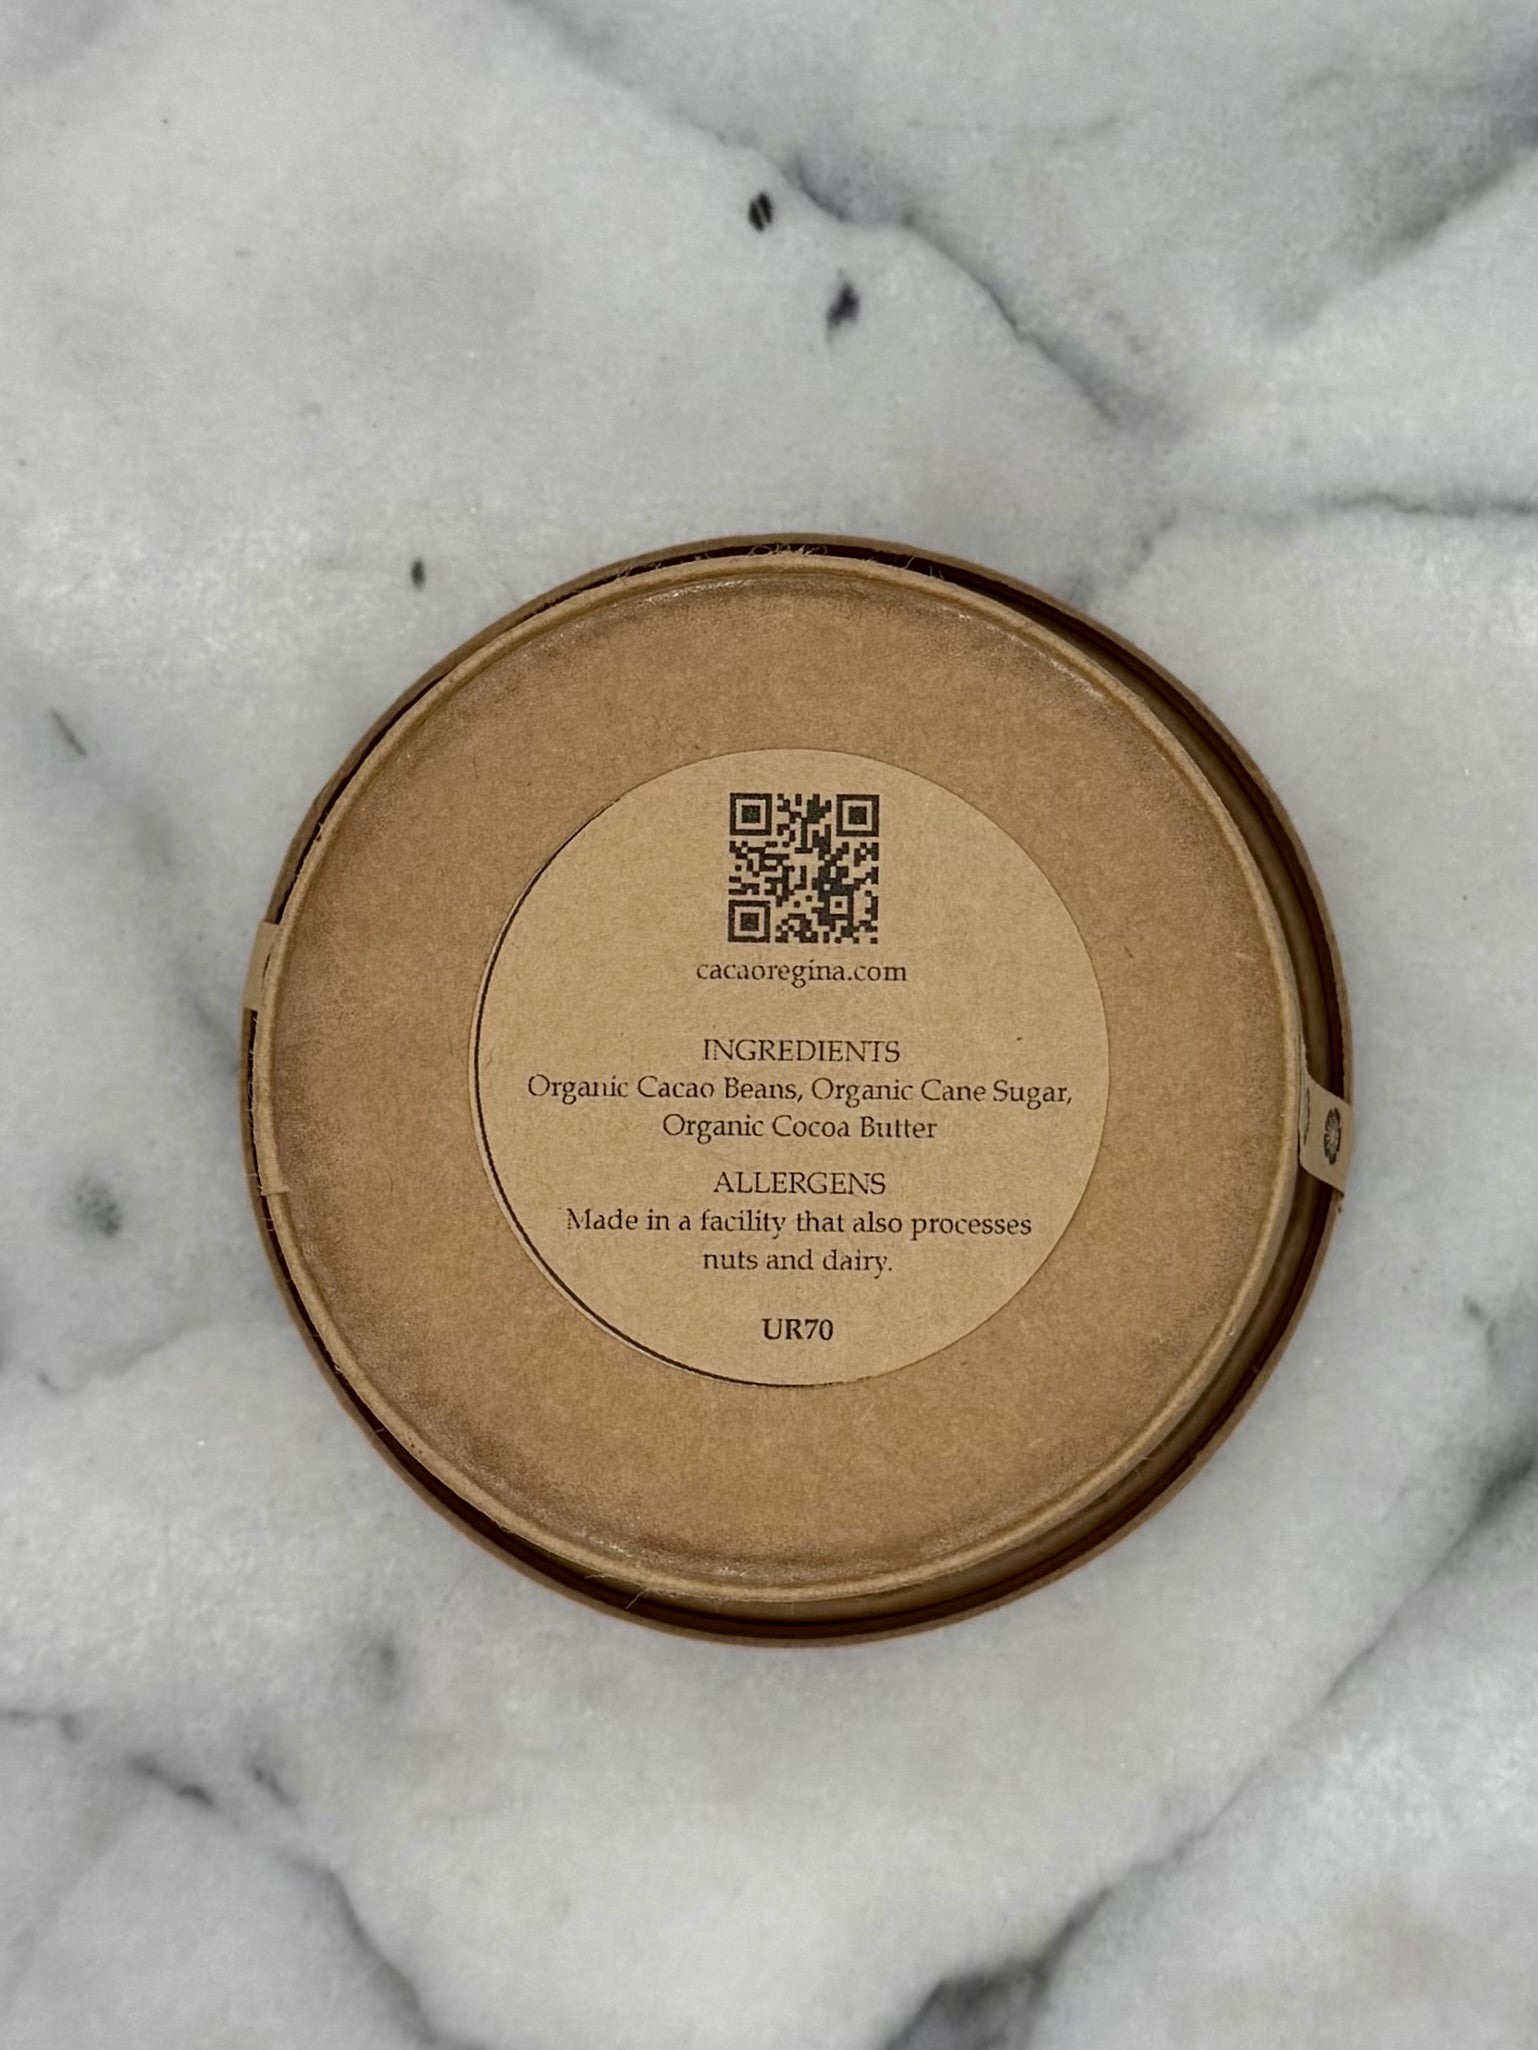 cacaoregina.com
INGREDIENTS
Organic Cacao Beans, Organic Cane Sugar,
Organic Cocoa Butter
ALLERGENS
Made in a facility that also processes
nuts and dairy.
UR70